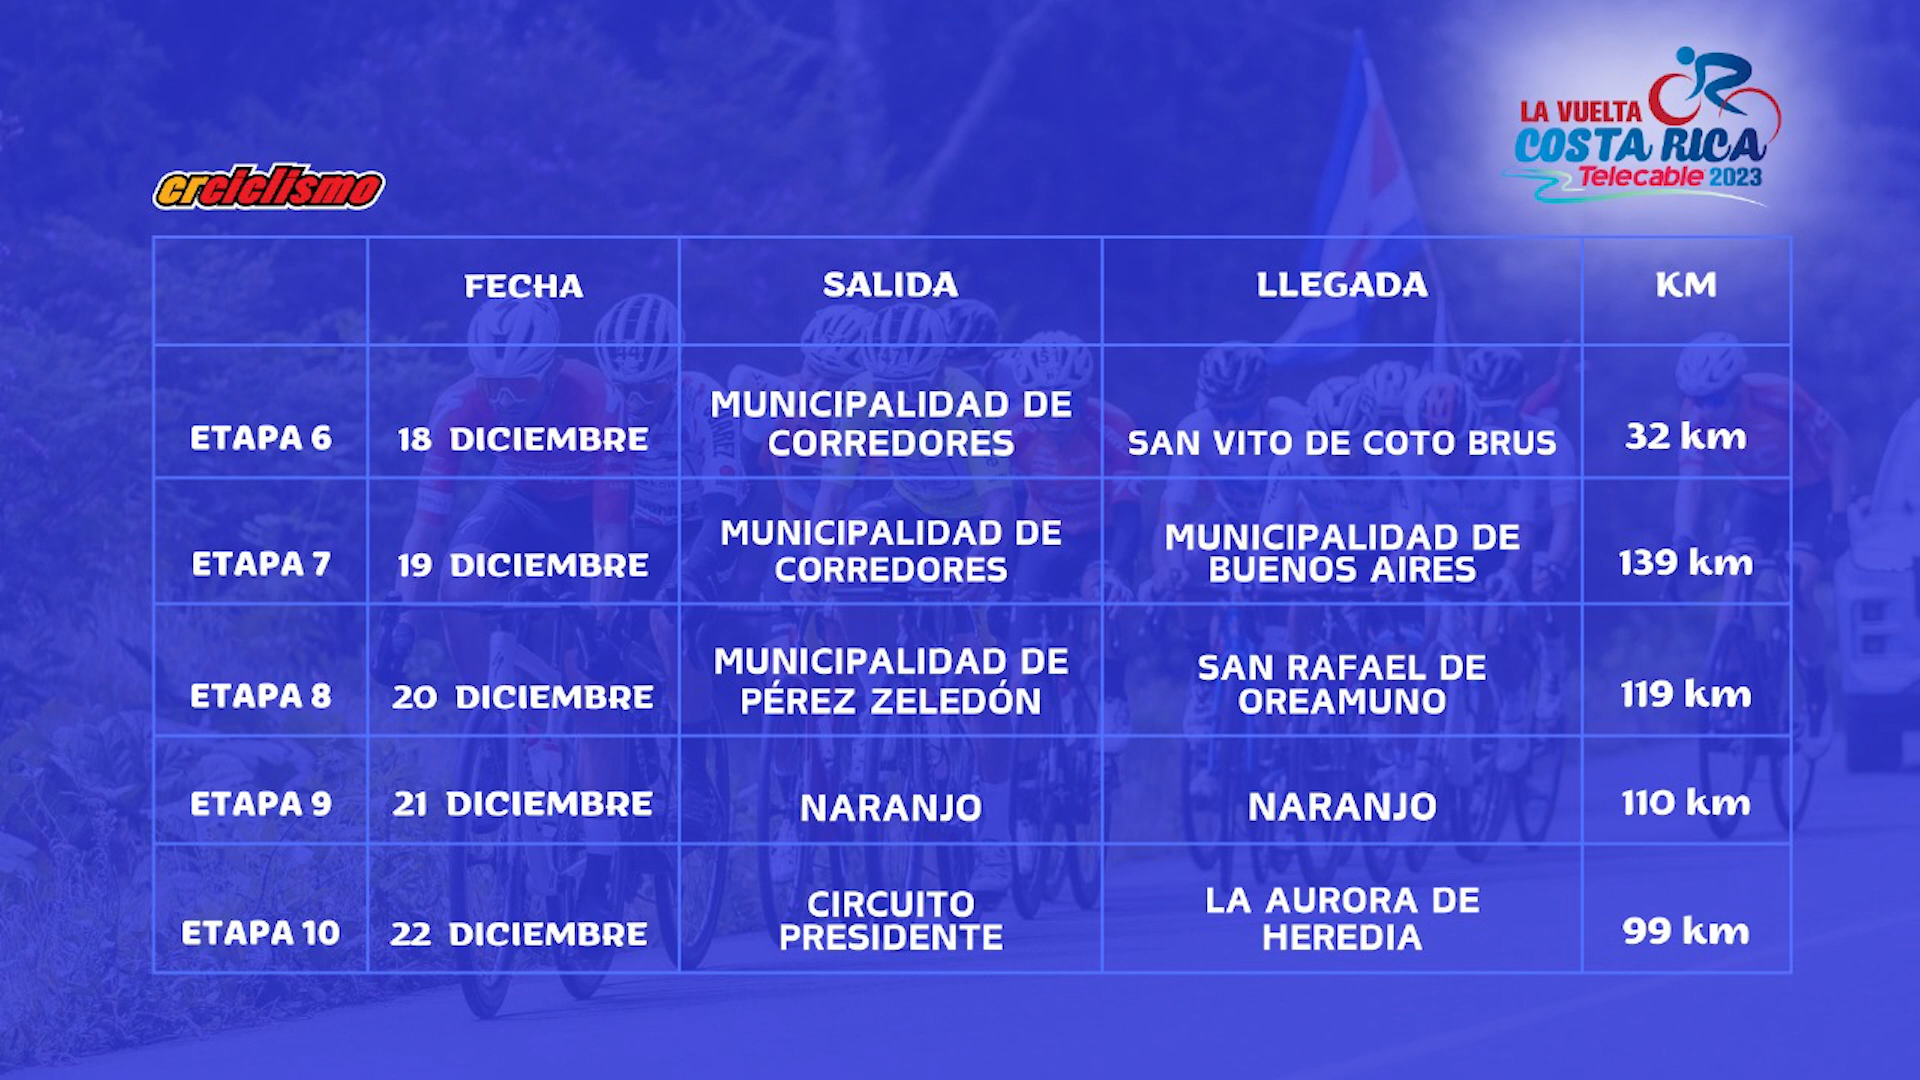 crciclismo
LA VUELTA
COSTA RICA
Telecable 2023
FECHA
SALIDA
LLEGADA
KM
ETAPA 6
18 DICIEMBRE
MUNICIPALIDAD DE
CORREDORES
SAN VITO DE COTO BRUS
32 km
ETAPA 7
19 DICIEMBRE
MUNICIPALIDAD DE
CORREDORES
MUNICIPALIDAD DE
BUENOS AIRES
139 km
ETAPA 8
20 DICIEMBRE
MUNICIPALIDAD DE
PÉREZ ZELEDÓN
SAN RAFAEL DE
OREAMUNO
119 km
ETAPA 9
21 DICIEMBRE
NARANJO
NARANJO
110 km
ETAPA 10
22 DICIEMBRE
CIRCUITO
PRESIDENTE
LA AURORA DE
HEREDIA
99 km